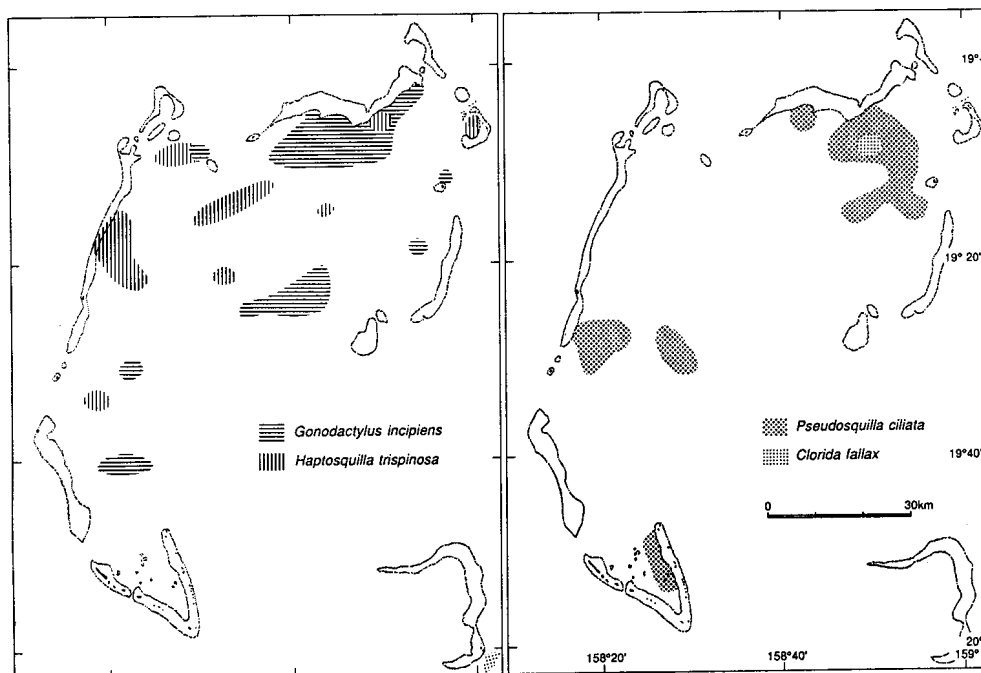 Gonodactylus incipiens
Haptosquilla trispinosa
19°
19° 20'
Pseudosquilla ciliata
Clorida fallax
19°40'
0 30km
20°
158°20' 158°40' 159°